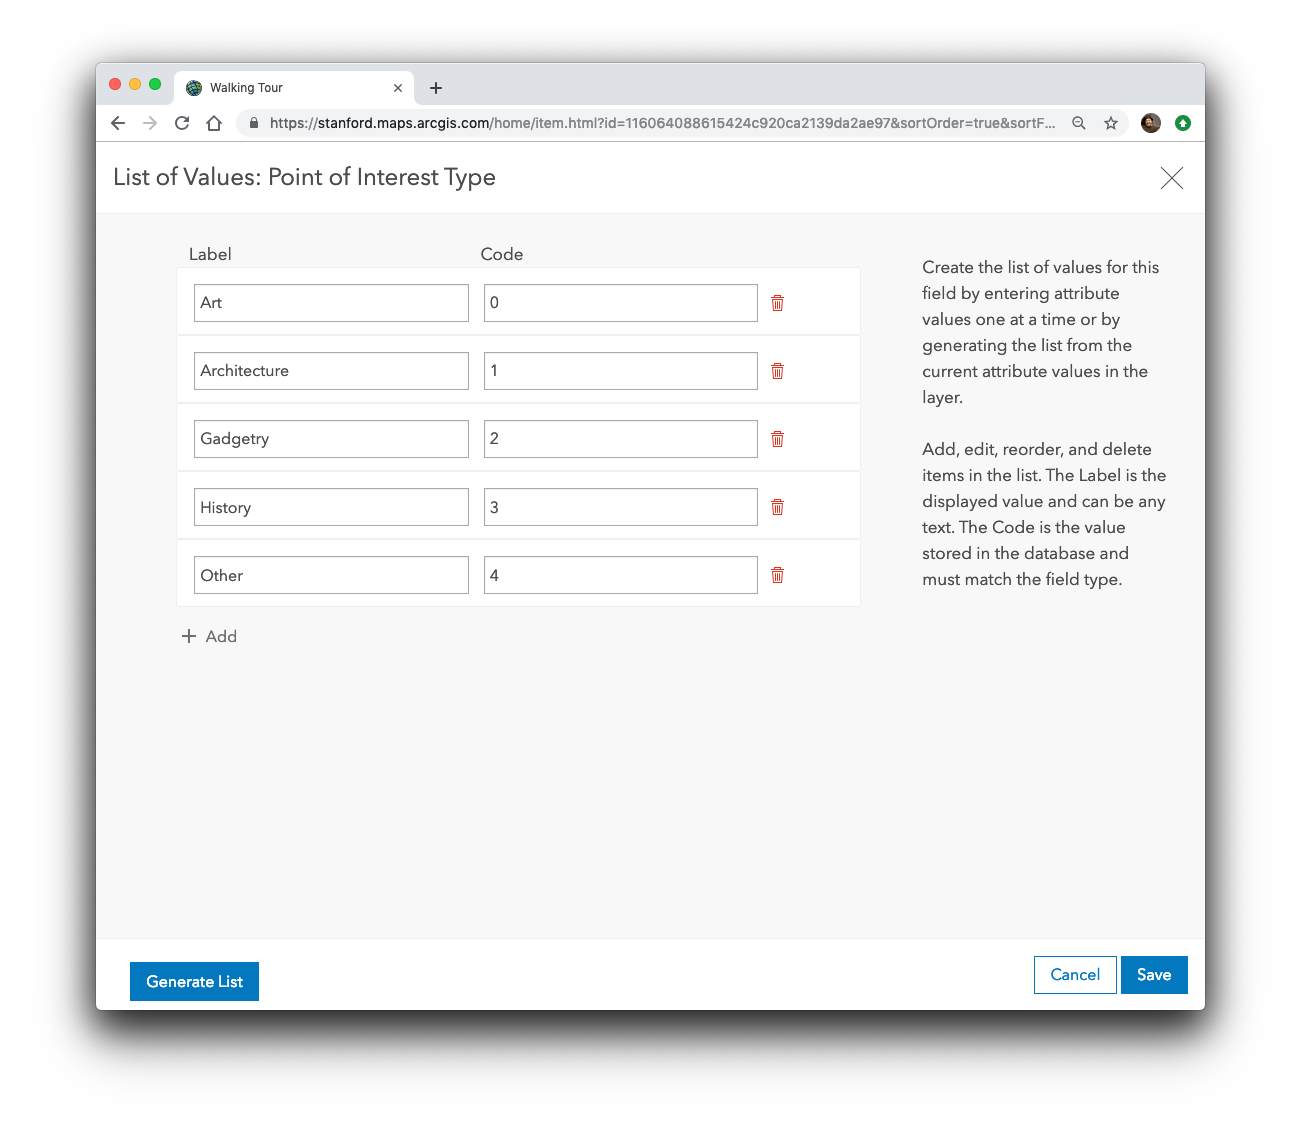 Walking Tour
https://stanford.maps.arcgis.com/home/item.html?id=116064088615424c920ca2139da2ae97&sortOrder=true&sortF...
List of Values: Point of Interest Type
Label Code
Art 0
Architecture 1
Gadgetry 2
History 3
Other 4
Add
Create the list of values for this
field by entering attribute
values one at a time or by
generating the list from the
current attribute values in the
layer.
Add, edit, reorder, and delete
items in the list. The Label is the
displayed value and can be any
text. The Code is the value
stored in the database and
must match the field type.
Generate List
Cancel
Save